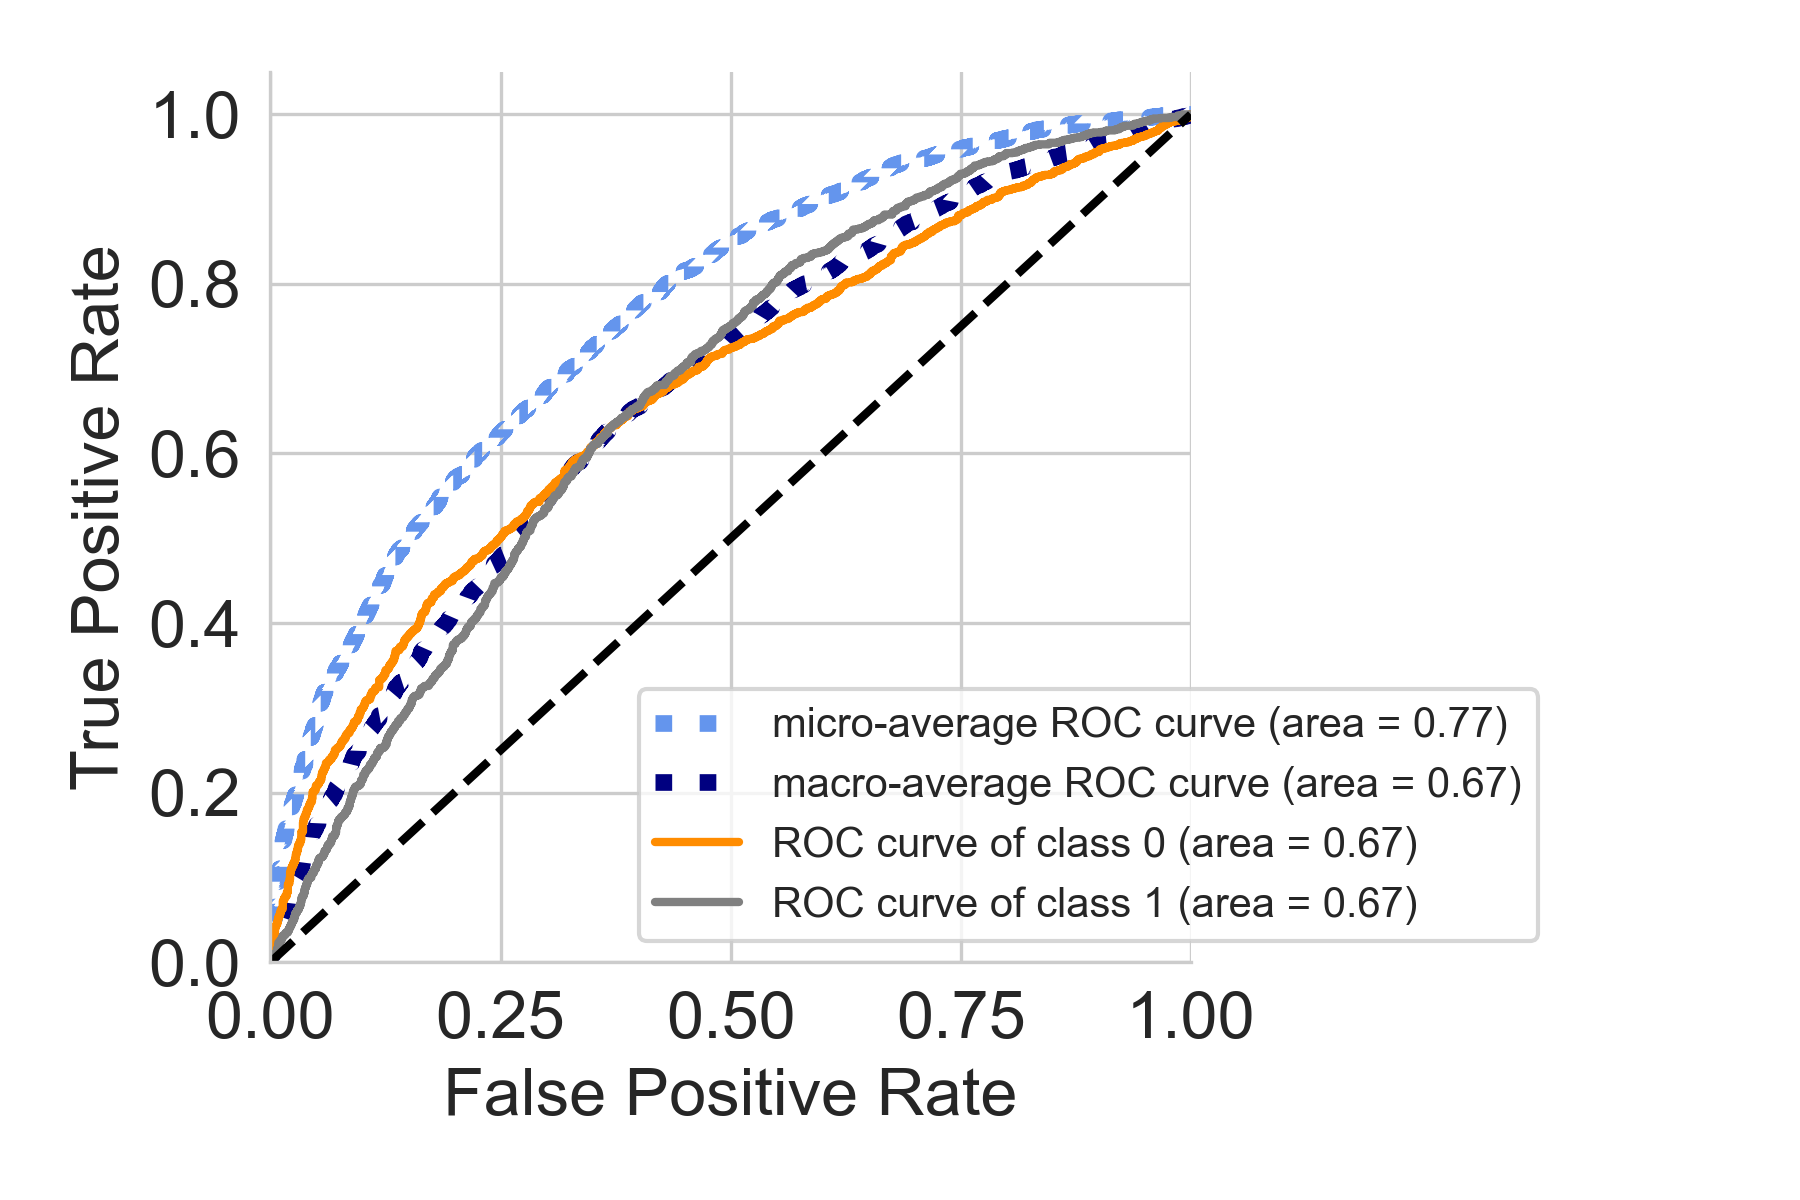 True Positive Rate
1.0
0.8
0.6
0.4
0.2
0.0
micro-average ROC curve (area = 0.77)
macro-average ROC curve (area = 0.67)
ROC curve of class 0 (area = 0.67)
ROC curve of class 1 (area = 0.67)
0.00 0.25 0.50 0.75 1.00
False Positive Rate